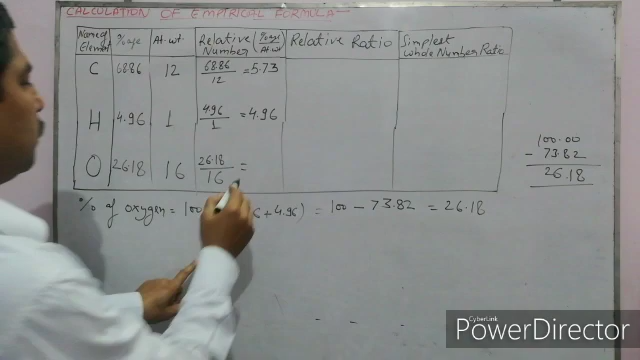 CALCULATION OF EMPTRICAL FORMULA
Name of Element %age At. wt. Relative Number (%age/At.wt) Relative Ratio Simplest Whole Number Ratio
C 68.86 12 68.86/12 = 5.73
H 4.96 1 4.96/1 = 4.96
O 26.18 16 26.18/16 =
100.00
- 73.82
26.18
% of oxygen = 100 + 4.96) = 100 - 73.82 = 26.18
CyberLink
PowerDirector